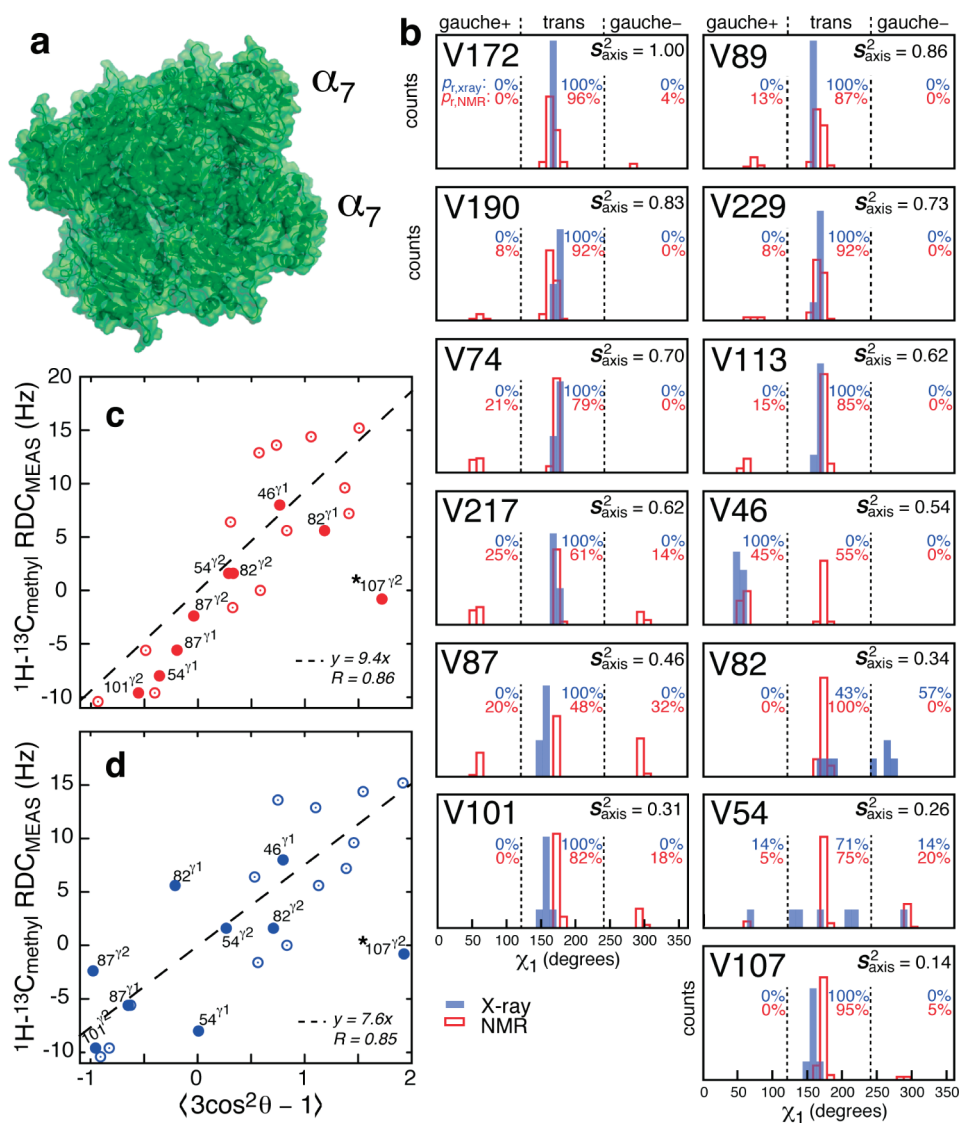 a
α7
α7
b
gauche+ trans gauche− gauche+ trans gauche−
V172
S²axis = 1.00
pr,xray: 0% 100% 0%
pr,NMR: 0% 96% 4%
counts
V89
S²axis = 0.86
0% 100% 0%
13% 87% 0%
V190
S²axis = 0.83
0% 100% 0%
8% 92% 0%
counts
V229
S²axis = 0.73
0% 100% 0%
8% 92% 0%
V74
S²axis = 0.70
0% 100% 0%
21% 79% 0%
V113
S²axis = 0.62
0% 100% 0%
15% 85% 0%
V217
S²axis = 0.62
0% 100% 0%
25% 61% 14%
V46
S²axis = 0.54
100% 0% 0%
45% 55% 0%
V87
S²axis = 0.46
0% 100% 0%
20% 48% 32%
V82
S²axis = 0.34
0% 43% 57%
0% 100% 0%
V101
S²axis = 0.31
0% 100% 0%
0% 82% 18%
0 50 100 150 200 250 300 350
χ1 (degrees)
V54
S²axis = 0.26
14% 71% 14%
5% 75% 20%
V107
S²axis = 0.14
0% 100% 0%
0% 95% 5%
counts
0 50 100 150 200 250 300 350
χ1 (degrees)
X-ray
NMR
c
1H-13Cmethyl RDCMEAS (Hz)
20
15
10
5
0
-5
-10
46γ1
82γ1
54γ2
82γ2
*107γ2
87γ2
87γ1
54γ1
101γ2
y = 9.4x
R = 0.86
d
1H-13Cmethyl RDCMEAS (Hz)
15
10
5
0
-5
-10
46γ1
82γ1
82γ2
54γ2
*107γ2
87γ2
87γ1
54γ1
101γ2
y = 7.6x
R = 0.85
-1 0 1 2
⟨3cos²θ − 1⟩